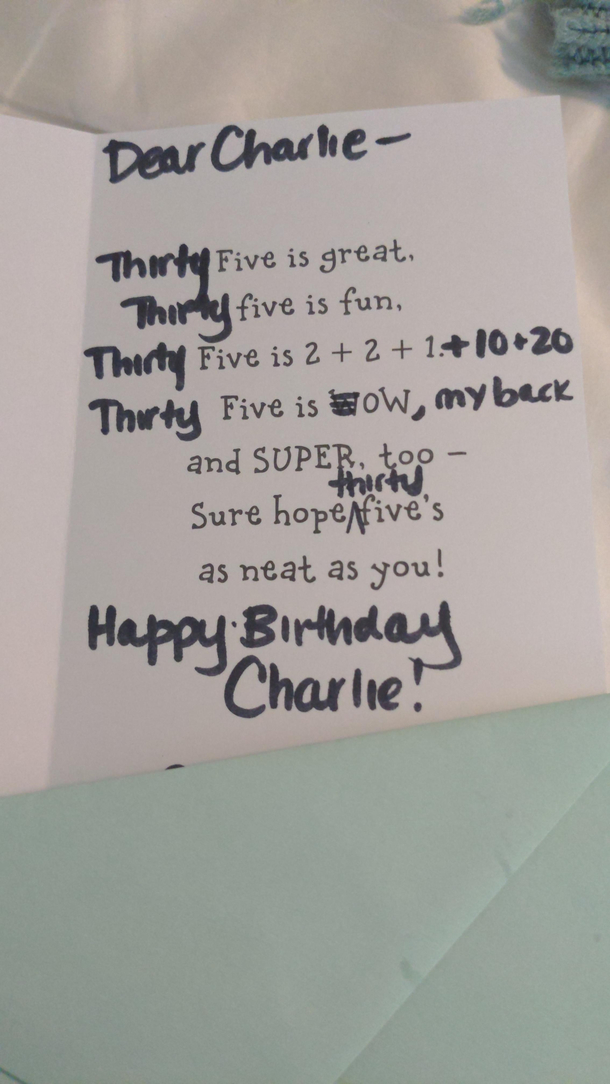 Dear Charlie –
Thirty Five is great,
Thirty five is fun,
Thirty Five is 2 + 2 + 1.+10+20
Thirty Five is OW, my back
and SUPER, too –
thirty
Sure hope five's
as neat as you!
Happy Birthday
Charlie!